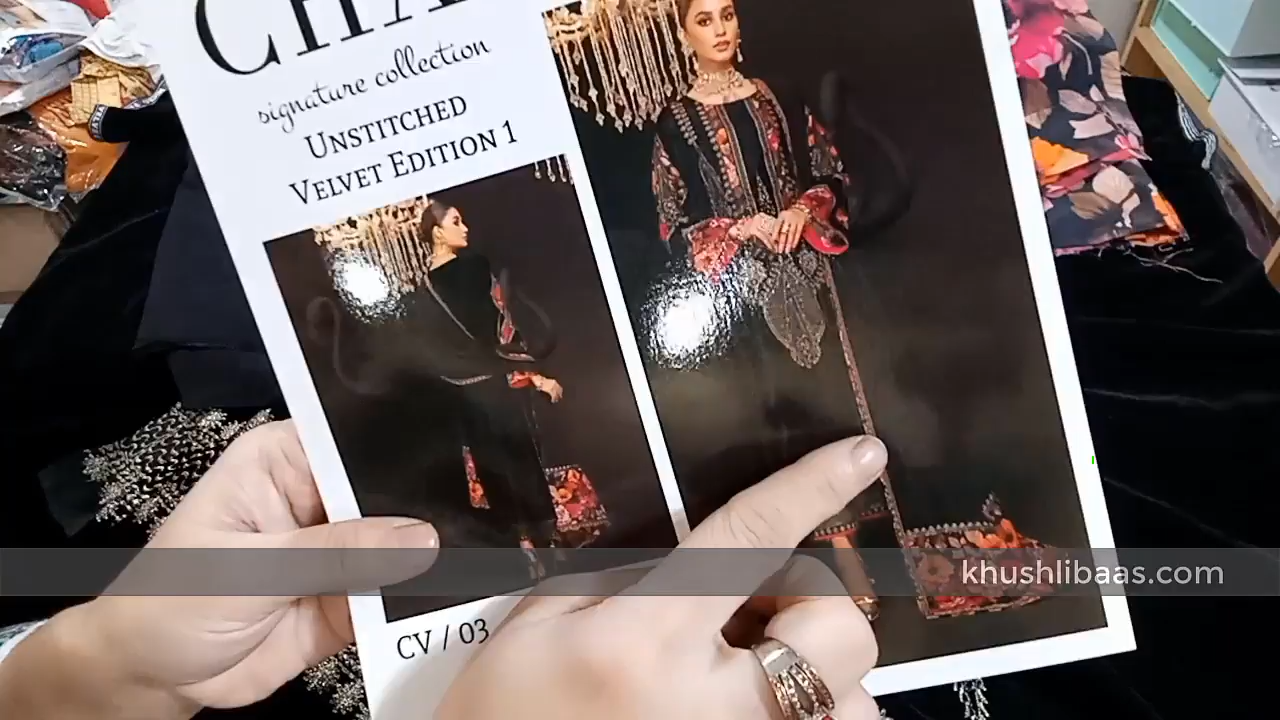 signature collection
UNSTITCHED
VELVET EDITION 1
CV / 03
khushlibaas.com